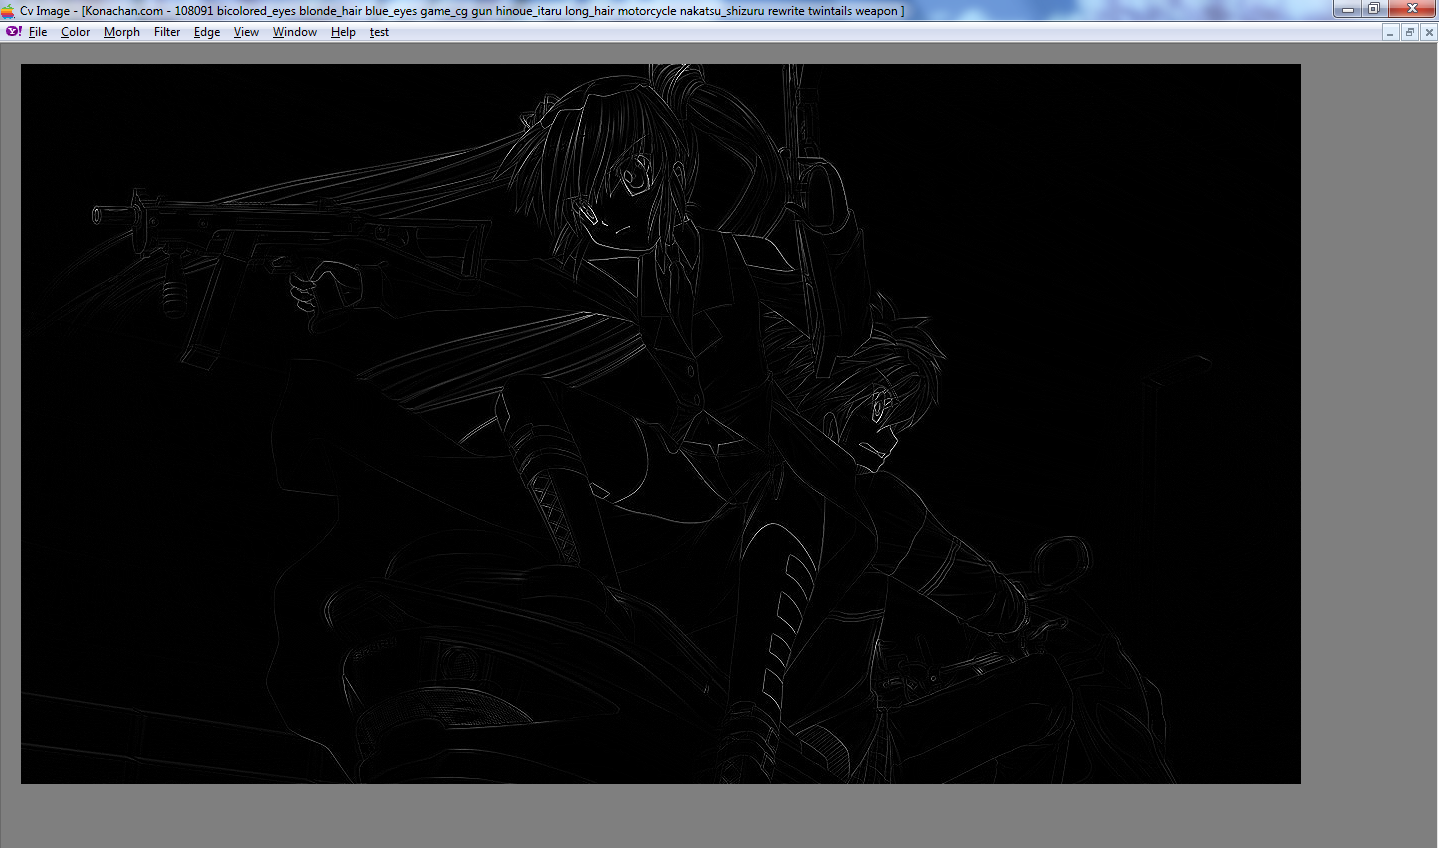 Cv Image - [Konachan.com - 108091 bicolored_eyes blonde_hair blue_eyes game_cg gun hinoue_itaru long_hair motorcycle nakatsu_shizuru rewrite twintails weapon ]
Y! File Color Morph Filter Edge View Window Help test